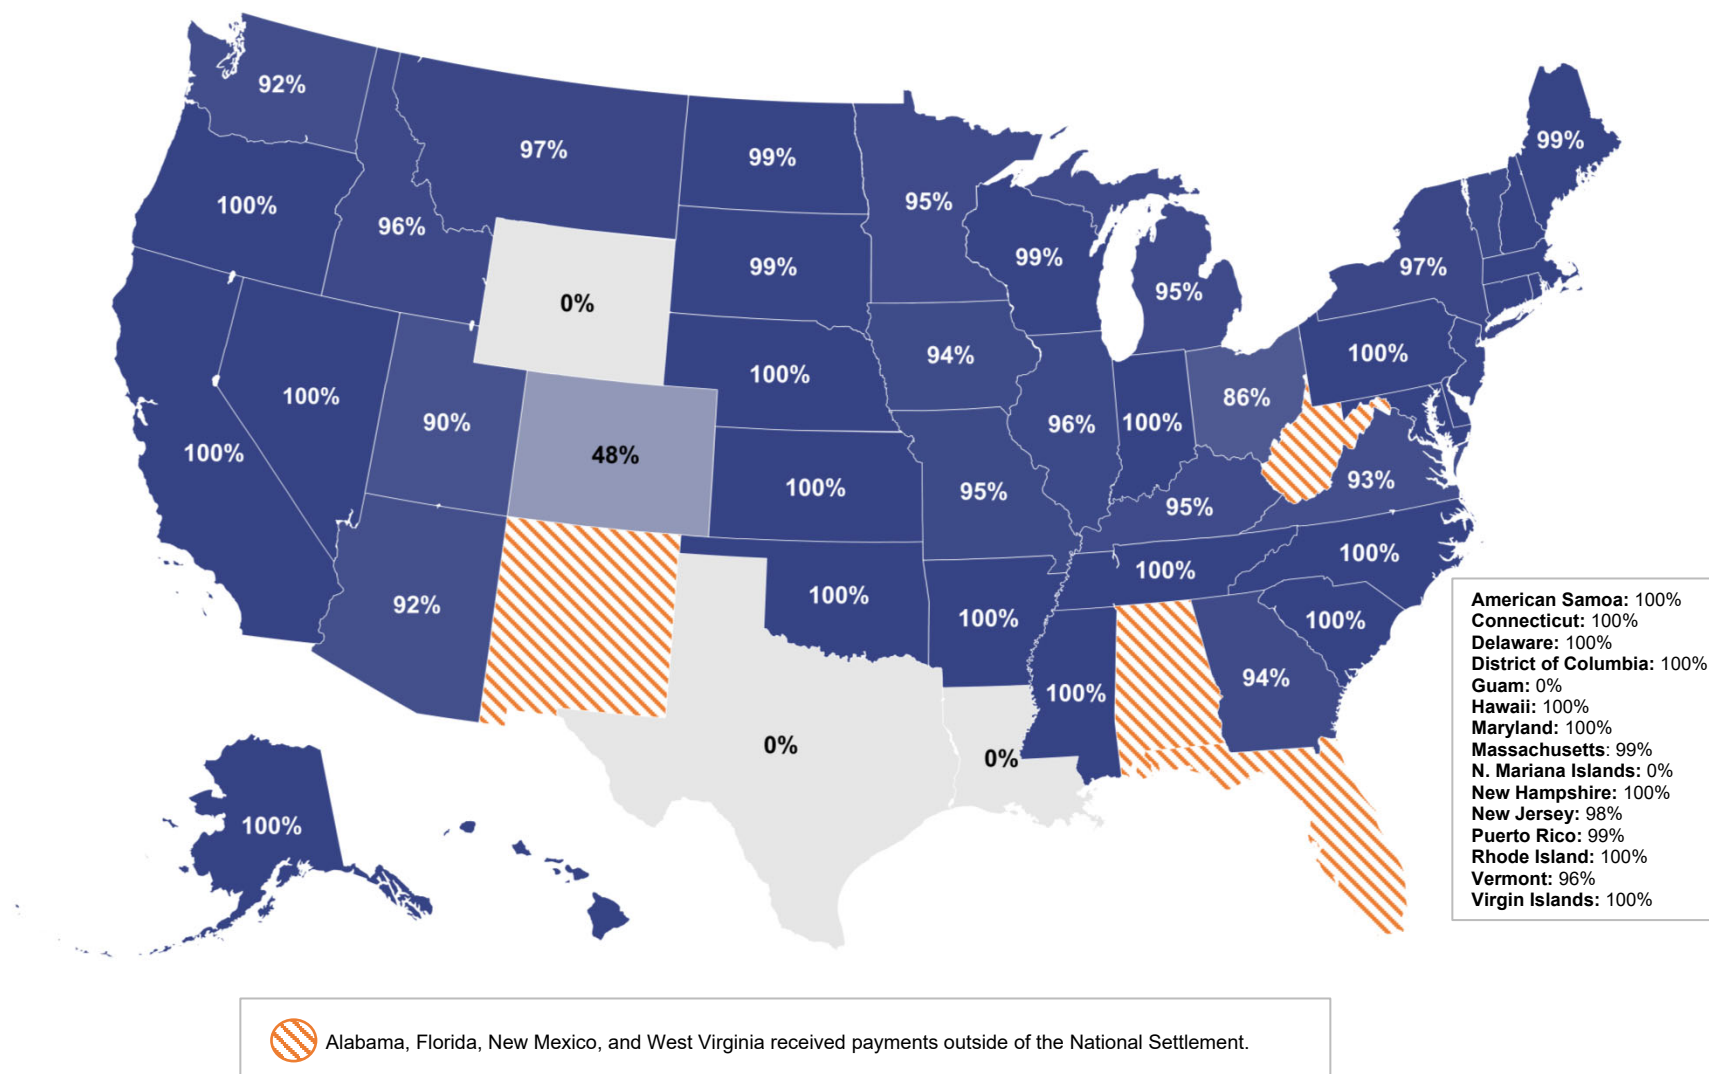 92%
97%
99%
99%
100%
96%
95%
99%
97%
99%
95%
0%
94%
100%
100%
100%
90%
86%
96%
100%
100%
48%
100%
95%
93%
95%
100%
100%
92%
100%
100%
100%
94%
100%
0%
0%
100%
American Samoa: 100%
Connecticut: 100%
Delaware: 100%
District of Columbia: 100%
Guam: 0%
Hawaii: 100%
Maryland: 100%
Massachusetts: 99%
N. Mariana Islands: 0%
New Hampshire: 100%
New Jersey: 98%
Puerto Rico: 99%
Rhode Island: 100%
Vermont: 96%
Virgin Islands: 100%
Alabama, Florida, New Mexico, and West Virginia received payments outside of the National Settlement.